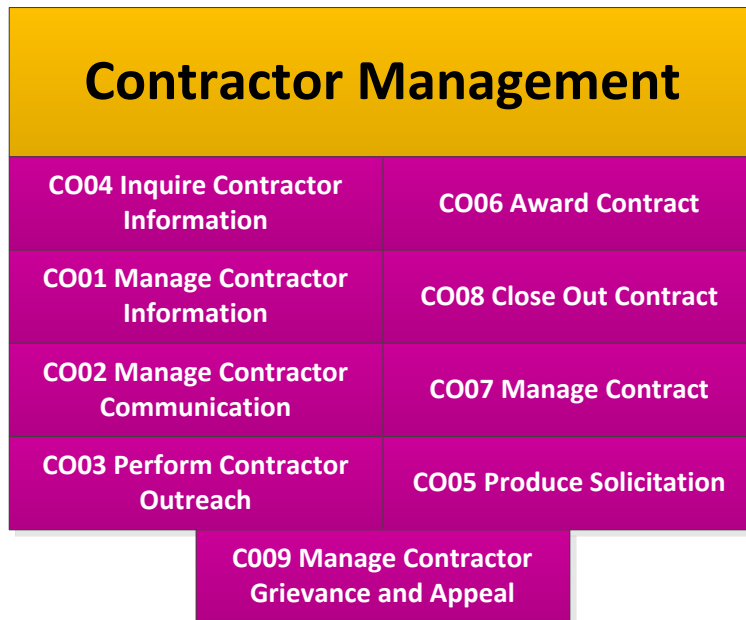 Contractor Management
CO04 Inquire Contractor
Information
CO06 Award Contract
CO01 Manage Contractor
Information
CO08 Close Out Contract
CO02 Manage Contractor
Communication
CO07 Manage Contract
CO03 Perform Contractor
Outreach
CO05 Produce Solicitation
C009 Manage Contractor
Grievance and Appeal